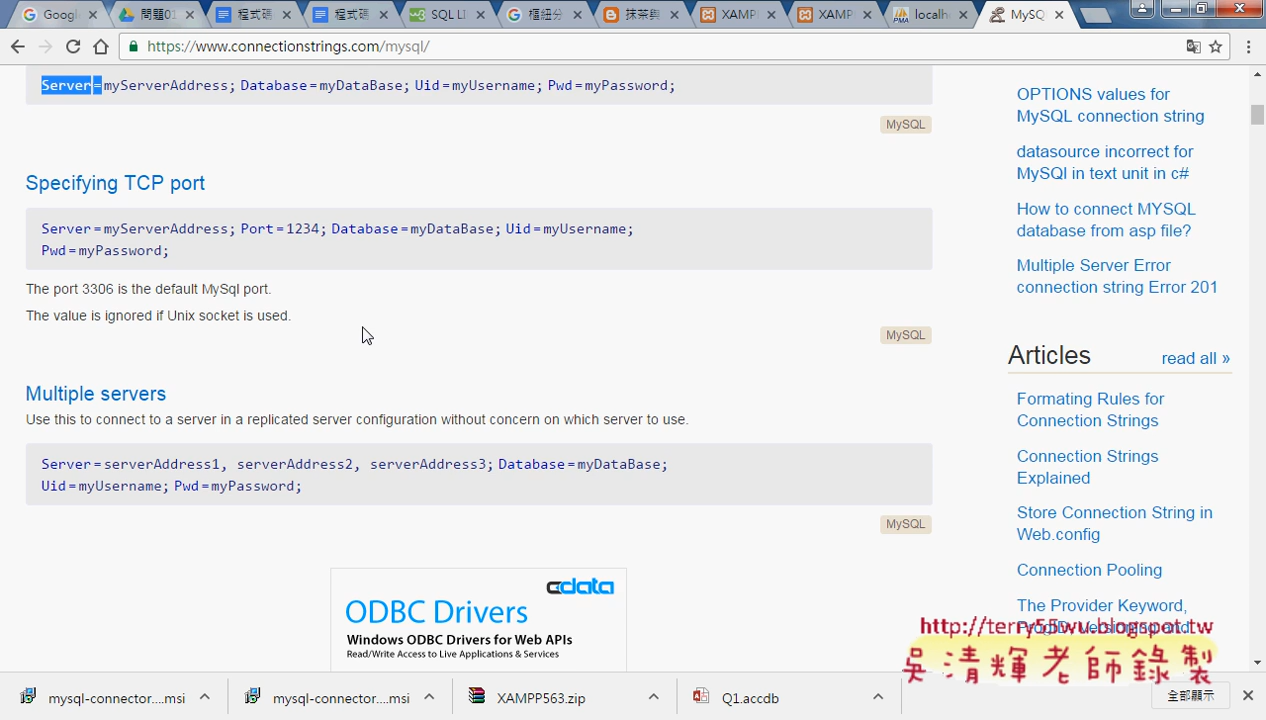 Googl
問題01
程式碼
程式碼
SQL LI
樞紐分
抹茶與
XAMP
XAMP
localh
MySQ
https://www.connectionstrings.com/mysql/
Server=myServerAddress; Database=myDataBase; Uid=myUsername; Pwd=myPassword;
MySQL
Specifying TCP port
Server=myServerAddress; Port=1234; Database=myDataBase; Uid=myUsername;
Pwd=myPassword;
The port 3306 is the default MySql port.
The value is ignored if Unix socket is used.
MySQL
Multiple servers
Use this to connect to a server in a replicated server configuration without concern on which server to use.
Server=serverAddress1, serverAddress2, serverAddress3; Database=myDataBase;
Uid=myUsername; Pwd=myPassword;
MySQL
cdata
ODBC Drivers
Windows ODBC Drivers for Web APIs
Read/Write Access to Live Applications & Services
OPTIONS values for
MySQL connection string
datasource incorrect for
MySQl in text unit in c#
How to connect MYSQL
database from asp file?
Multiple Server Error
connection string Error 201
Articles
read all »
Formating Rules for
Connection Strings
Connection Strings
Explained
Store Connection String in
Web.config
Connection Pooling
The Provider Keyword,
http://terry55wu.blogspot.tw
吳清輝老師錄製
mysql-connector....msi
mysql-connector....msi
XAMPP563.zip
Q1.accdb
全部顯示